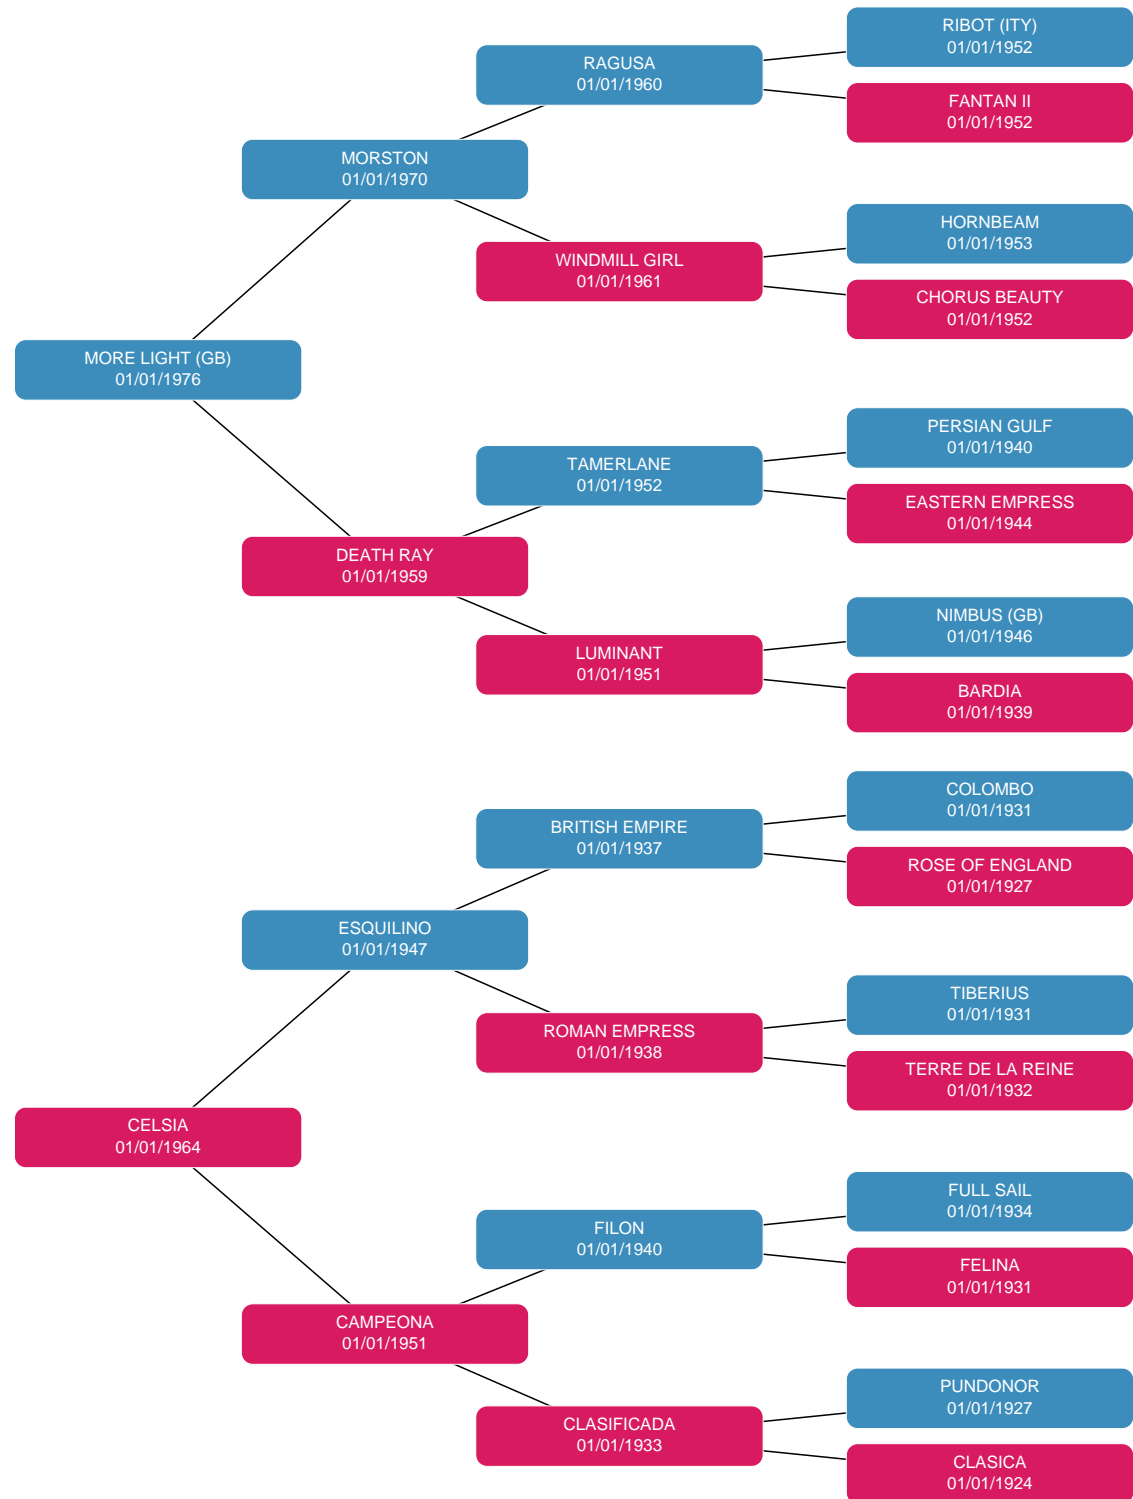 RIBOT (ITY)
01/01/1952
RAGUSA
01/01/1960
FANTAN II
01/01/1952
MORSTON
01/01/1970
HORNBEAM
01/01/1953
WINDMILL GIRL
01/01/1961
CHORUS BEAUTY
01/01/1952
MORE LIGHT (GB)
01/01/1976
PERSIAN GULF
01/01/1940
TAMERLANE
01/01/1952
EASTERN EMPRESS
01/01/1944
DEATH RAY
01/01/1959
NIMBUS (GB)
01/01/1946
LUMINANT
01/01/1951
BARDIA
01/01/1939
COLOMBO
01/01/1931
BRITISH EMPIRE
01/01/1937
ROSE OF ENGLAND
01/01/1927
ESQUILINO
01/01/1947
TIBERIUS
01/01/1931
ROMAN EMPRESS
01/01/1938
TERRE DE LA REINE
01/01/1932
CELSIA
01/01/1964
FULL SAIL
01/01/1934
FILON
01/01/1940
FELINA
01/01/1931
CAMPEONA
01/01/1951
PUNDONOR
01/01/1927
CLASIFICADA
01/01/1933
CLASICA
01/01/1924